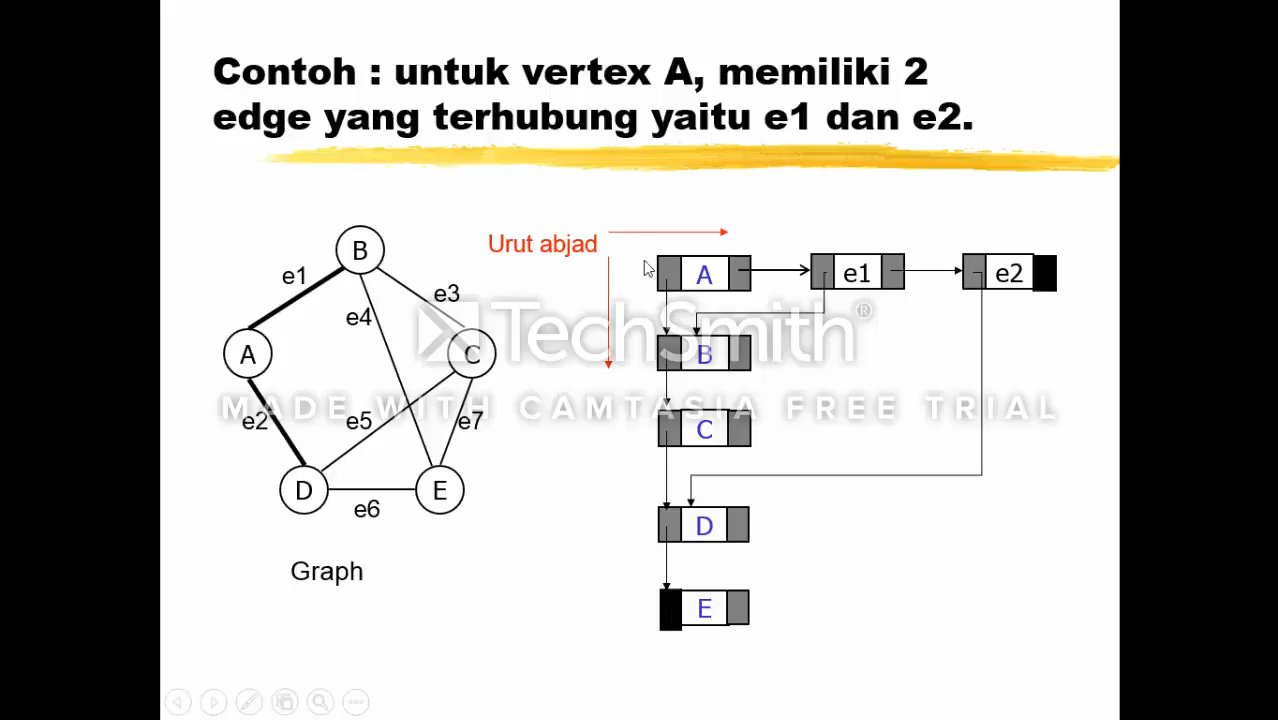 Contoh : untuk vertex A, memiliki 2
edge yang terhubung yaitu e1 dan e2.
Urut abjad
B
e1
e3
e4
A
C
e2
e5
e7
D
E
e6
Graph
A
e1
e2
B
C
D
E
TechSmith®
MADE WITH CAMTASIA FREE TRIAL